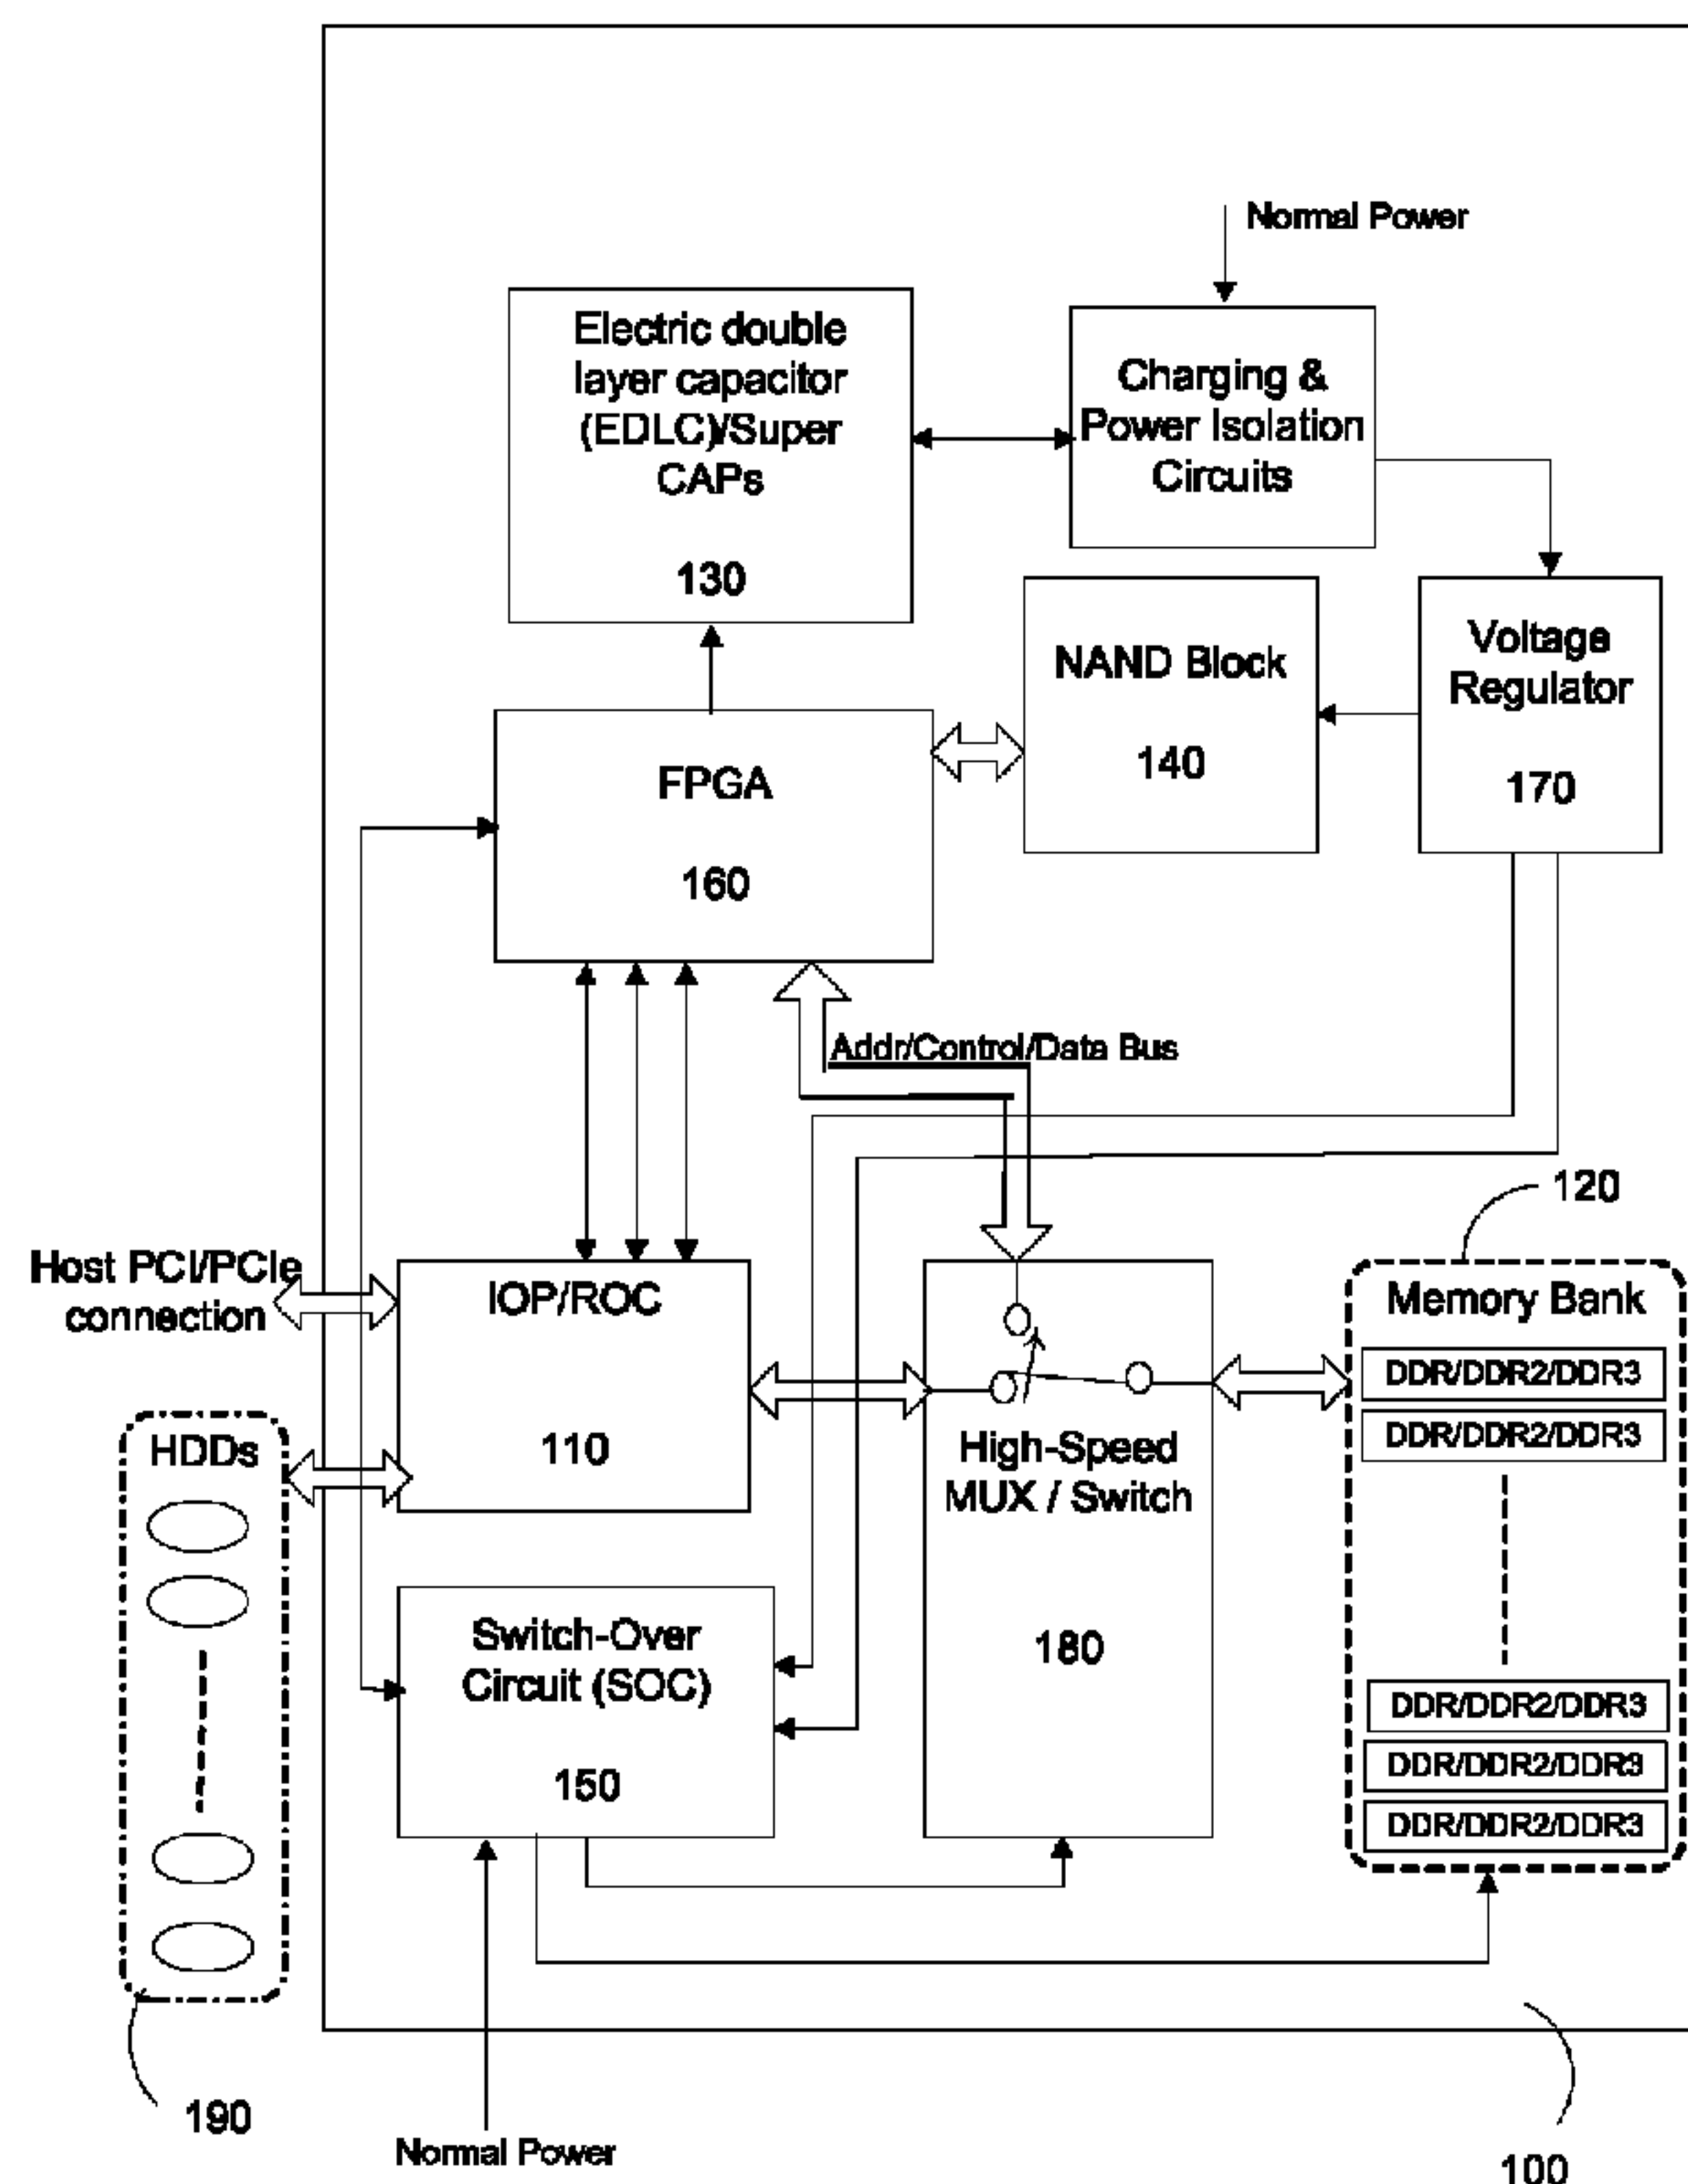 Normal Power
Electric double
layer capacitor
(EDLC)/Super
CAPs
130
Charging &
Power Isolation
Circuits
NAND Block
140
Voltage
Regulator
170
FPGA
160
Addr/Control/Data Bus
120
Host PCI/PCIe
connection
IOP/ROC
110
High-Speed
MUX / Switch
180
Memory Bank
DDR/DDR2/DDR3
DDR/DDR2/DDR3
DDR/DDR2/DDR3
DDR/DDR2/DDR3
DDR/DDR2/DDR3
HDDs
Switch-Over
Circuit (SOC)
150
190
Normal Power
100